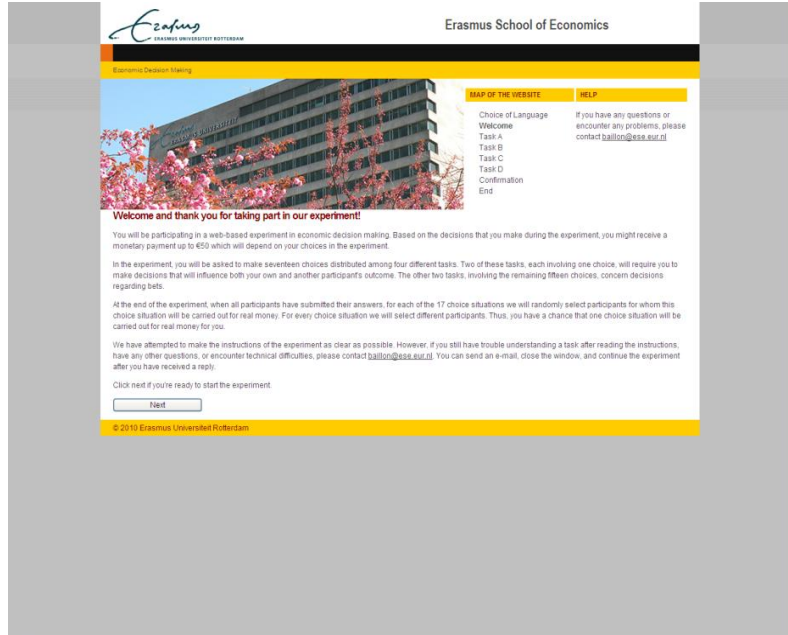 Erasmus
ERASMUS UNIVERSITEIT ROTTERDAM
Erasmus School of Economics
Economic Decision Making
Erasmus UNIVERSITEIT
MAP OF THE WEBSITE
Choice of Language
Welcome
Task A
Task B
Task C
Task D
Confirmation
End
HELP
If you have any questions or
encounter any problems, please
contact baillon@ese.eur.nl
Welcome and thank you for taking part in our experiment!
You will be participating in a web-based experiment in economic decision making. Based on the decisions that you make during the experiment, you might receive a
monetary payment up to €50 which will depend on your choices in the experiment.
In the experiment, you will be asked to make seventeen choices distributed among four different tasks. Two of these tasks, each involving one choice, will require you to
make decisions that will influence both your own and another participant's outcome. The other two tasks, involving the remaining fifteen choices, concern decisions
regarding bets.
At the end of the experiment, when all participants have submitted their answers, for each of the 17 choice situations we will randomly select participants for whom this
choice situation will be carried out for real money. For every choice situation we will select different participants. Thus, you have a chance that one choice situation will be
carried out for real money for you.
We have attempted to make the instructions of the experiment as clear as possible. However, if you still have trouble understanding a task after reading the instructions,
have any other questions, or encounter technical difficulties, please contact baillon@ese.eur.nl. You can send an e-mail, close the window, and continue the experiment
after you have received a reply.
Click next if you're ready to start the experiment.
Next
© 2010 Erasmus Universiteit Rotterdam